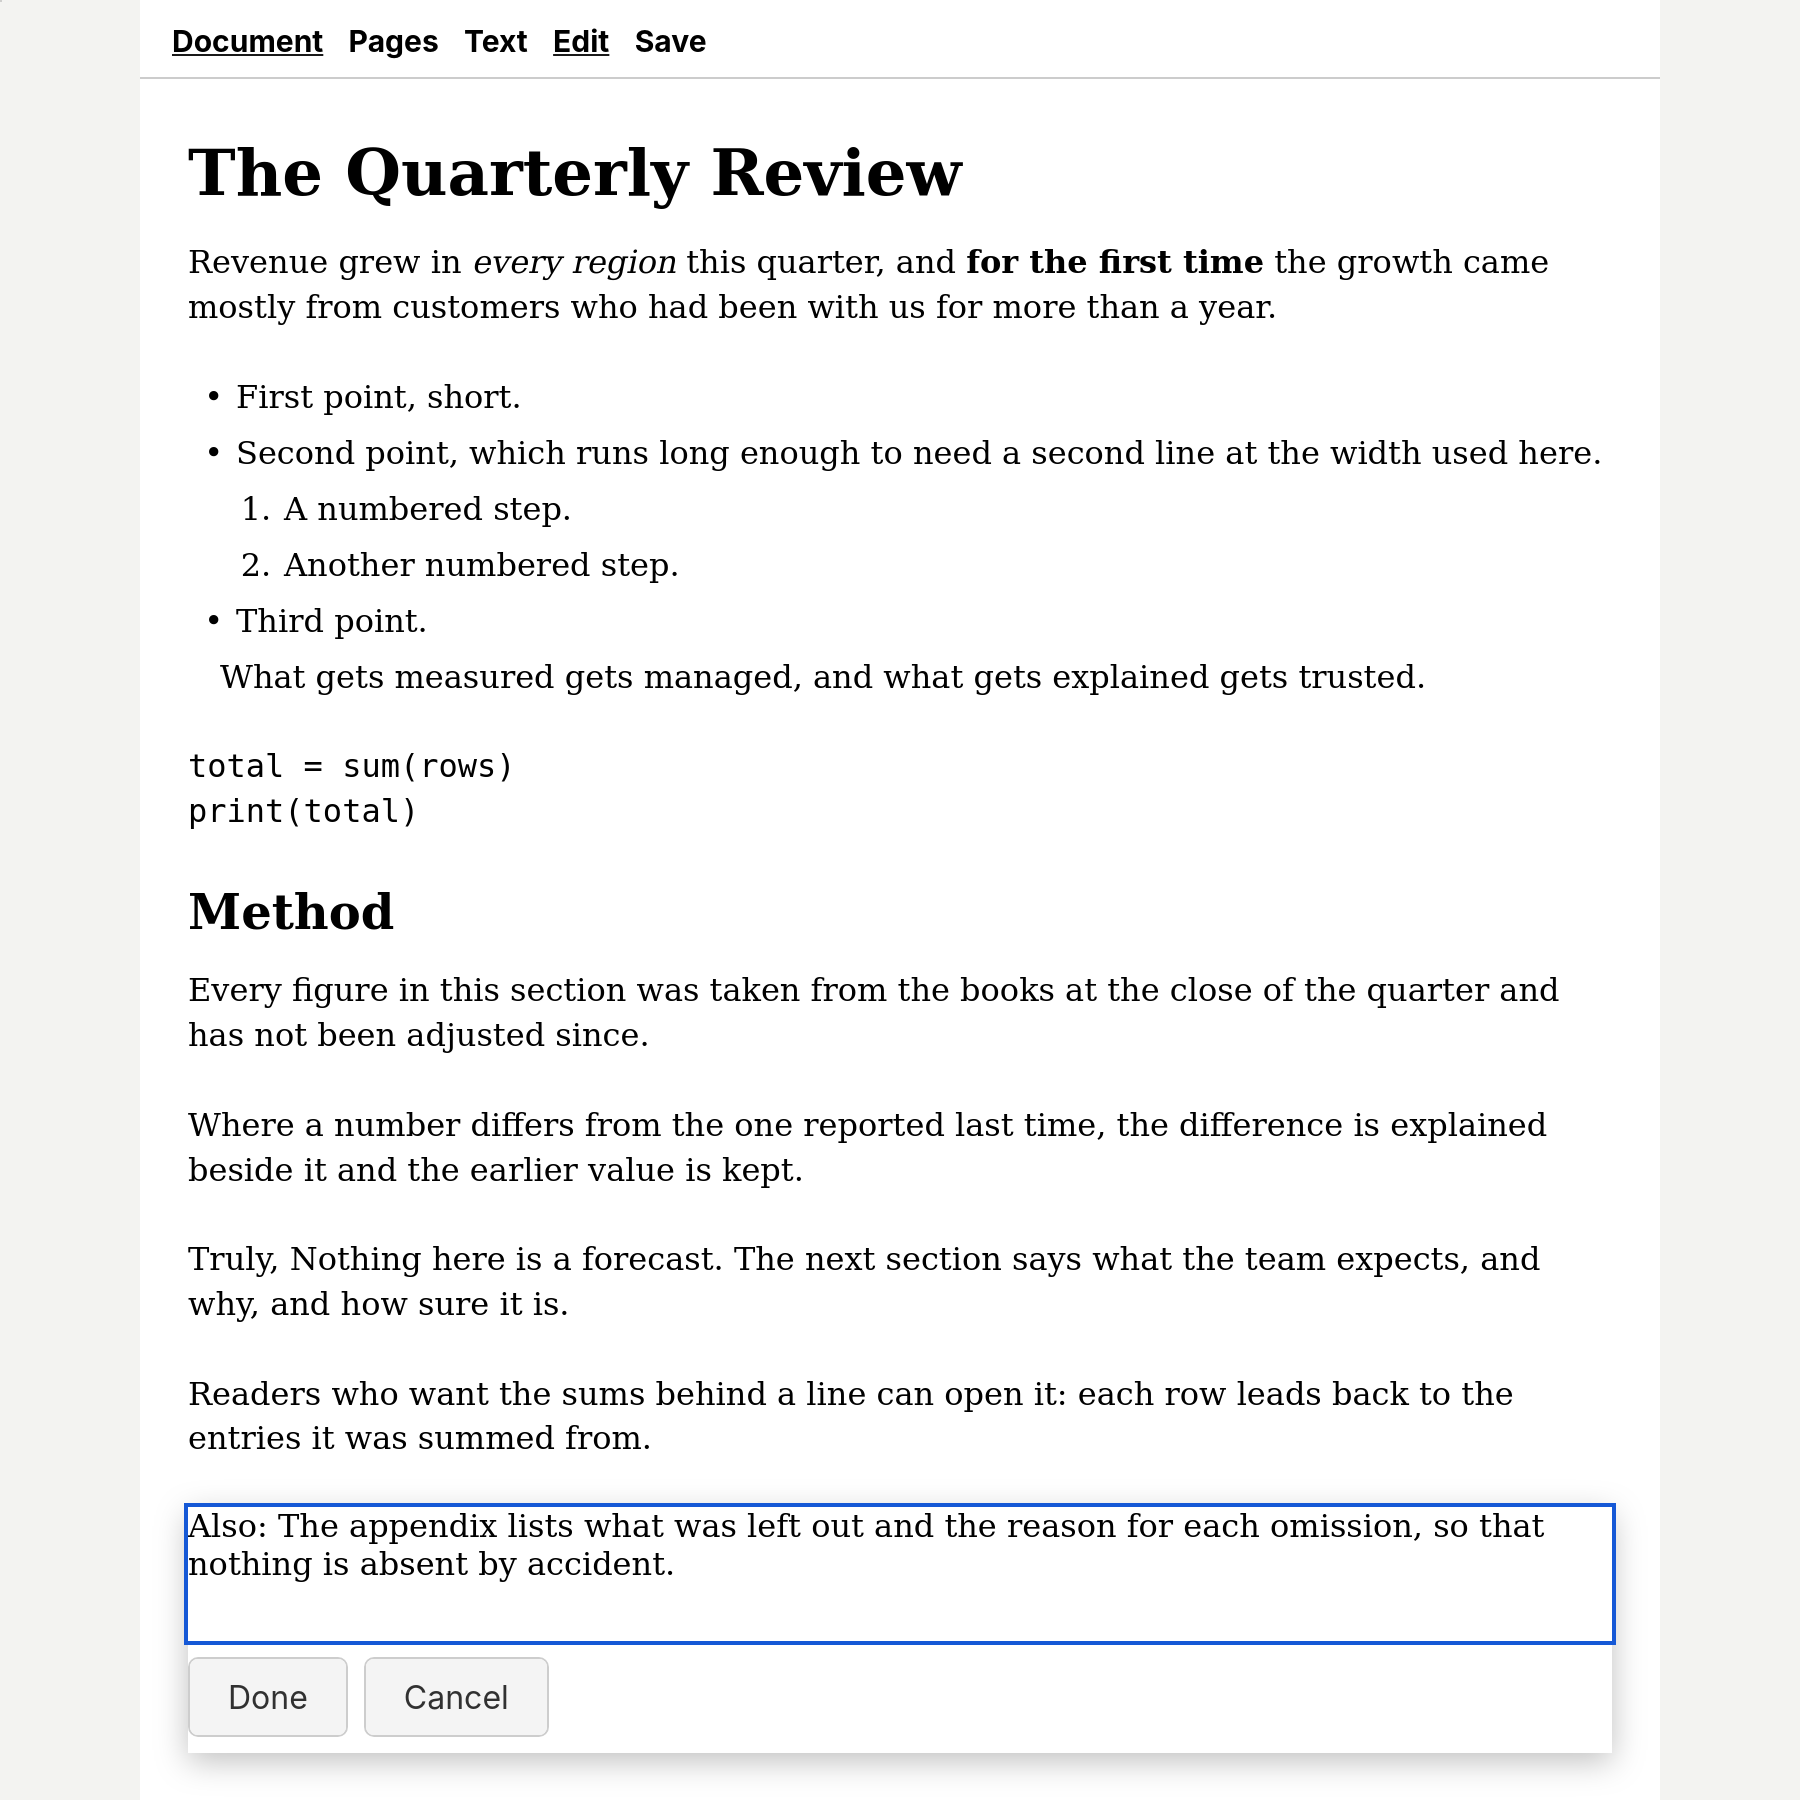 Document Pages Text Edit Save
The Quarterly Review
Revenue grew in every region this quarter, and for the first time the growth came
mostly from customers who had been with us for more than a year.
• First point, short.
• Second point, which runs long enough to need a second line at the width used here.
1. A numbered step.
2. Another numbered step.
• Third point.
What gets measured gets managed, and what gets explained gets trusted.
total = sum(rows)
print(total)
Method
Every figure in this section was taken from the books at the close of the quarter and
has not been adjusted since.
Where a number differs from the one reported last time, the difference is explained
beside it and the earlier value is kept.
Truly, Nothing here is a forecast. The next section says what the team expects, and
why, and how sure it is.
Readers who want the sums behind a line can open it: each row leads back to the
entries it was summed from.
Also: The appendix lists what was left out and the reason for each omission, so that
nothing is absent by accident.
Done Cancel